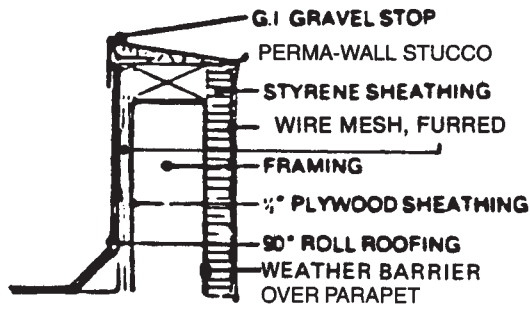 G.I GRAVEL STOP
PERMA-WALL STUCCO
STYRENE SHEATHING
WIRE MESH, FURRED
FRAMING
PLYWOOD SHEATHING
90° ROLL ROOFING
WEATHER BARRIER
OVER PARAPET